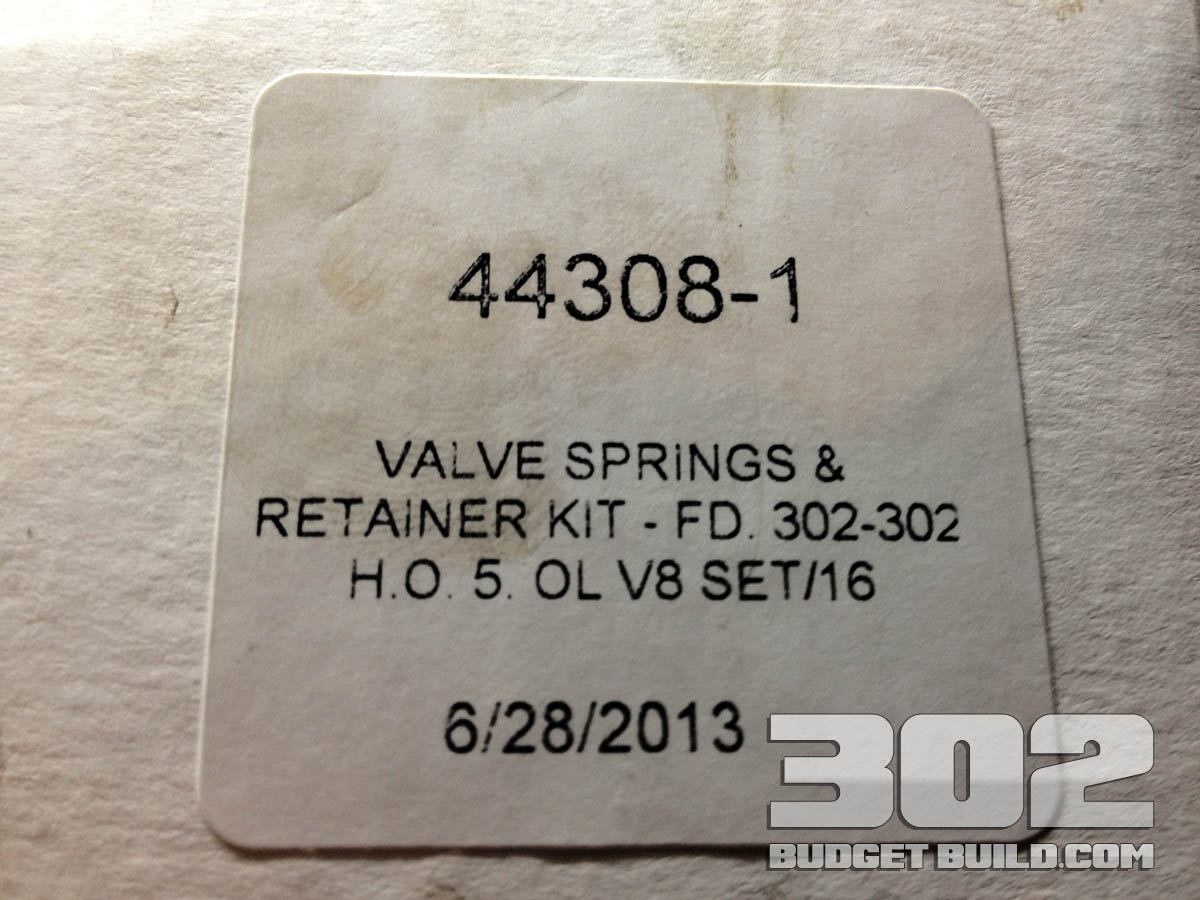 44308-1
VALVE SPRINGS &
RETAINER KIT - FD. 302-302
H.O. 5. OL V8 SET/16
6/28/2013
302
BUDGET BUILD.COM